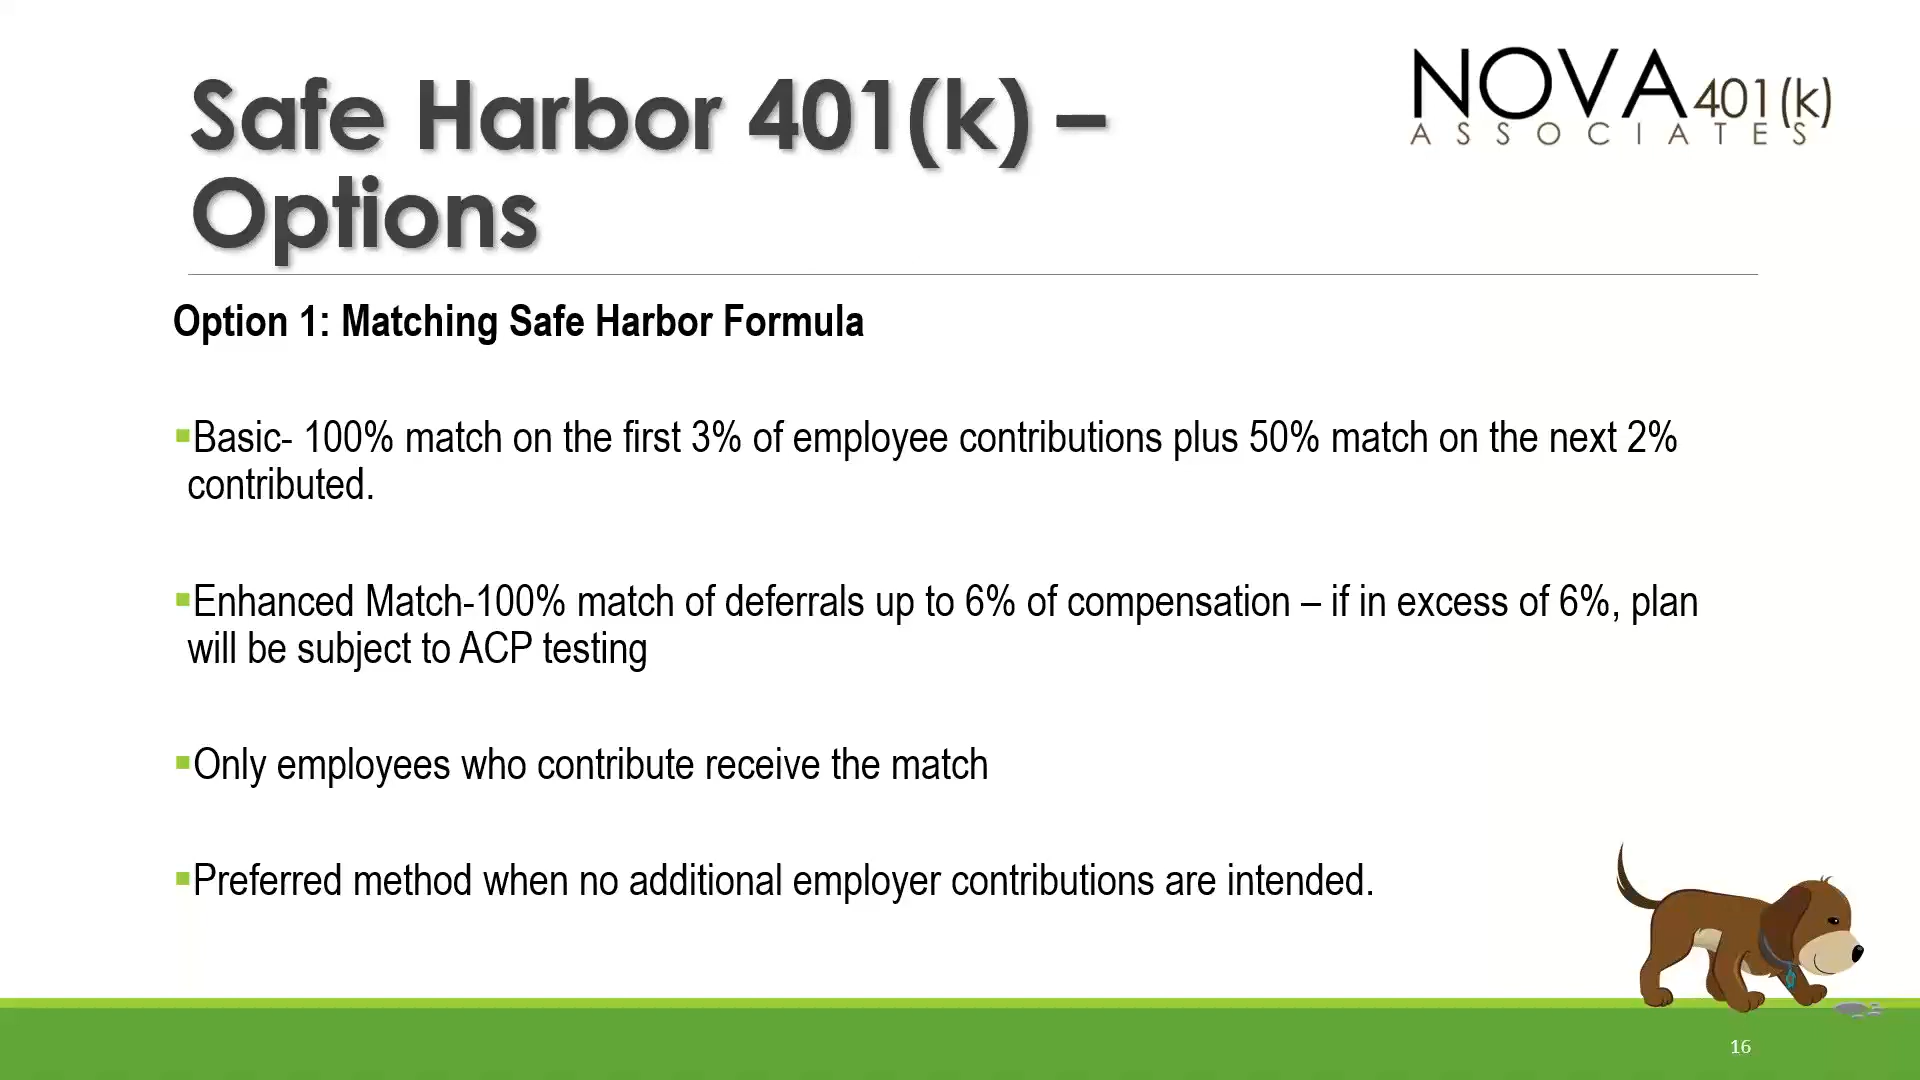 Safe Harbor 401(k) –
Options
NOVA 401(k)
ASSOCIATES
Option 1: Matching Safe Harbor Formula
▪Basic- 100% match on the first 3% of employee contributions plus 50% match on the next 2%
contributed.
▪Enhanced Match-100% match of deferrals up to 6% of compensation – if in excess of 6%, plan
will be subject to ACP testing
▪Only employees who contribute receive the match
▪Preferred method when no additional employer contributions are intended.
16